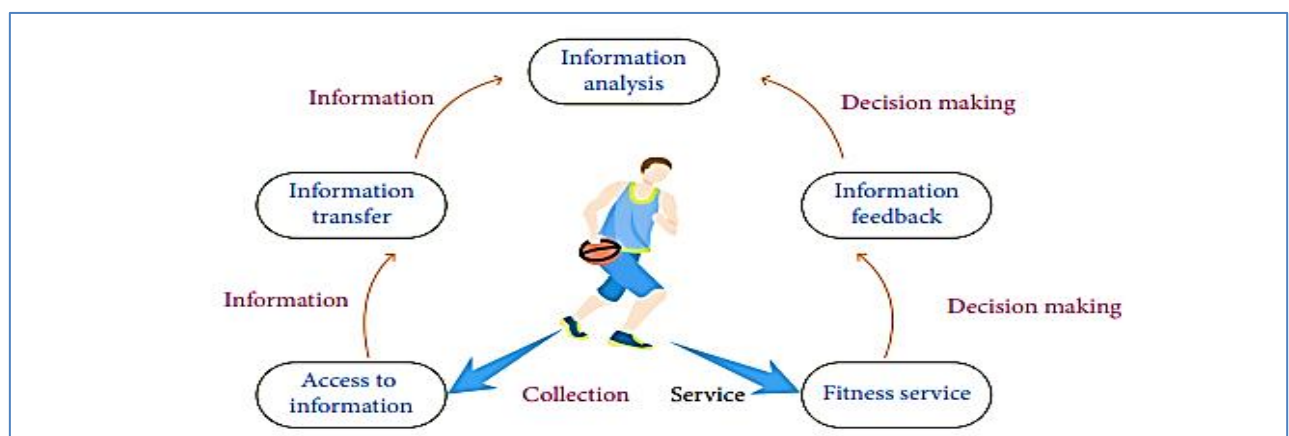 Information
analysis
Information
Decision making
Information
transfer
Information
feedback
Information
Decision making
Access to
information
Collection
Service
Fitness service